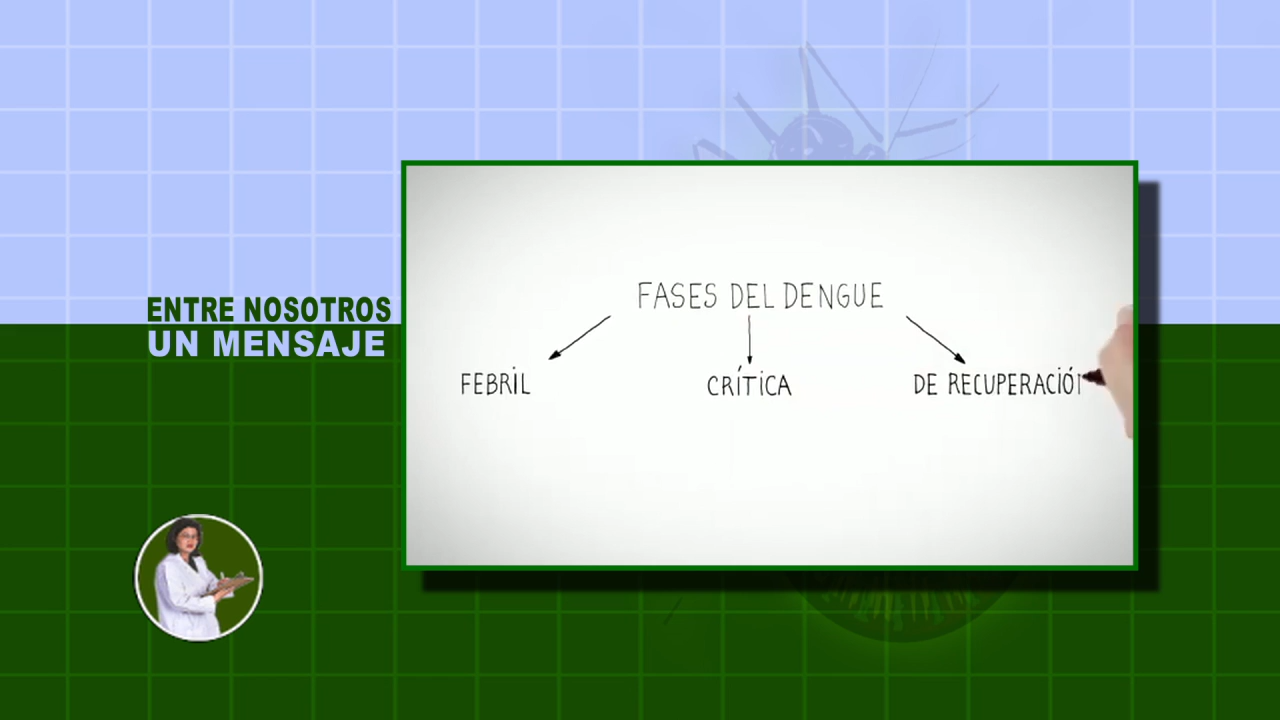 ENTRE NOSOTROS
UN MENSAJE
FASES DEL DENGUE
FEBRIL
CRÍTICA
DE RECUPERACIÓ